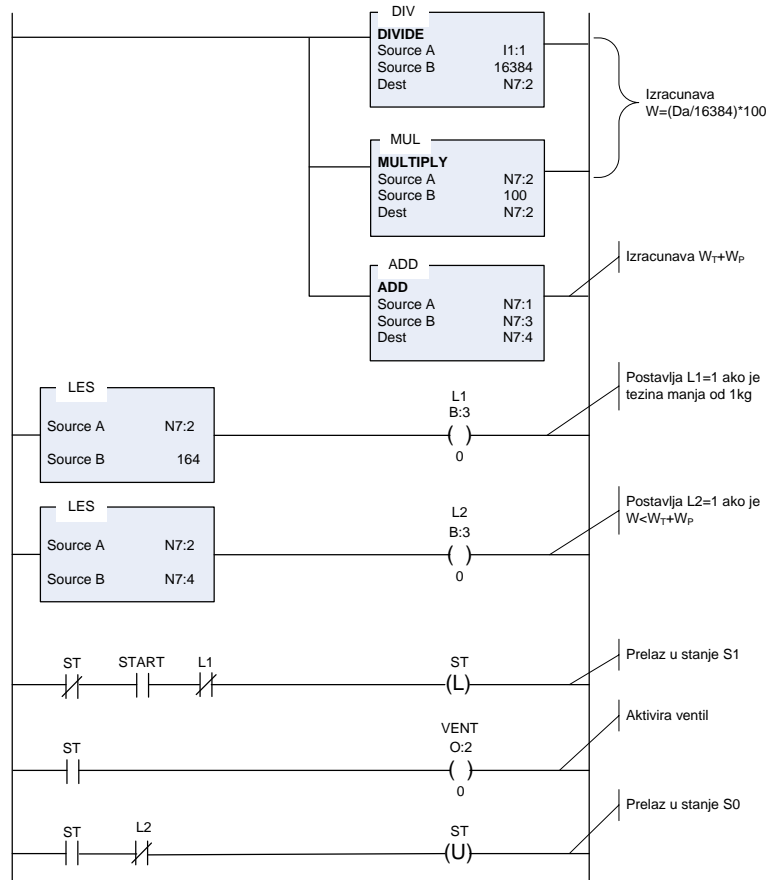 DIV
DIVIDE
Source A I1:1
Source B 16384
Dest N7:2
Izracunava
W=(Da/16384)*100
MUL
MULTIPLY
Source A N7:2
Source B 100
Dest N7:2
ADD
ADD
Source A N7:1
Source B N7:3
Dest N7:4
Izracunava WT+WP
LES
Source A N7:2
Source B 164
L1
B:3
0
Postavlja L1=1 ako je
tezina manja od 1kg
LES
Source A N7:2
Source B N7:4
L2
B:3
0
Postavlja L2=1 ako je
W<WT+WP
ST START L1 ST
(L)
Prelaz u stanje S1
ST
VENT
O:2
0
Aktivira ventil
ST L2 ST
(U)
Prelaz u stanje S0